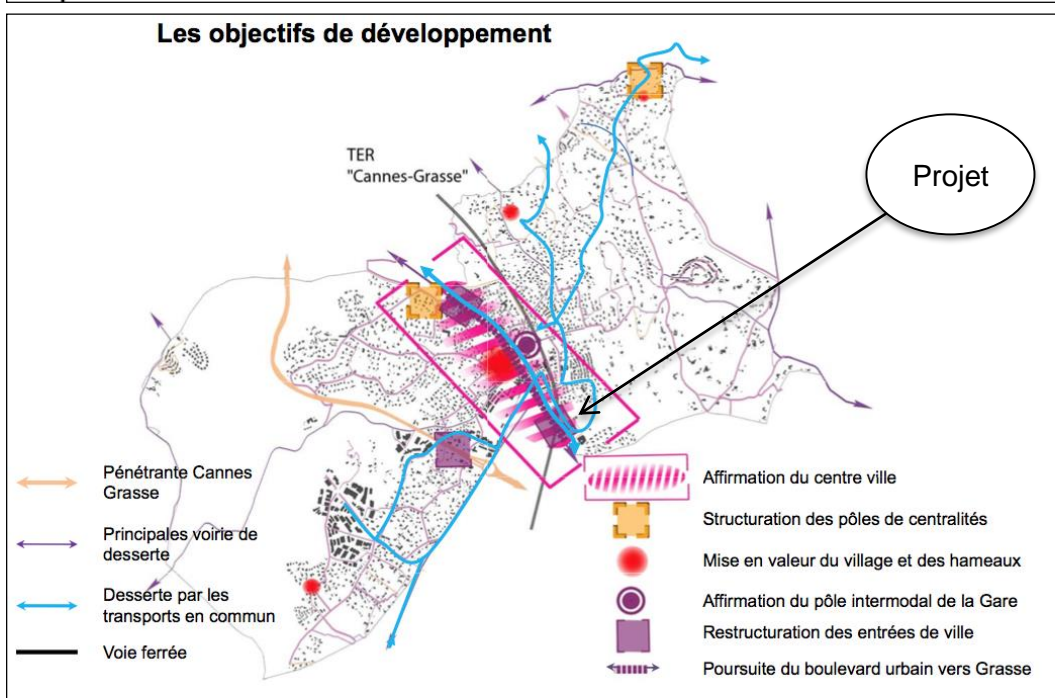 Les objectifs de développement
TER
"Cannes-Grasse"
Projet
Pénétrante Cannes
Grasse
Principales voirie de
desserte
Desserte par les
transports en commun
Voie ferrée
Affirmation du centre ville
Structuration des pôles de centralités
Mise en valeur du village et des hameaux
Affirmation du pôle intermodal de la Gare
Restructuration des entrées de ville
Poursuite du boulevard urbain vers Grasse